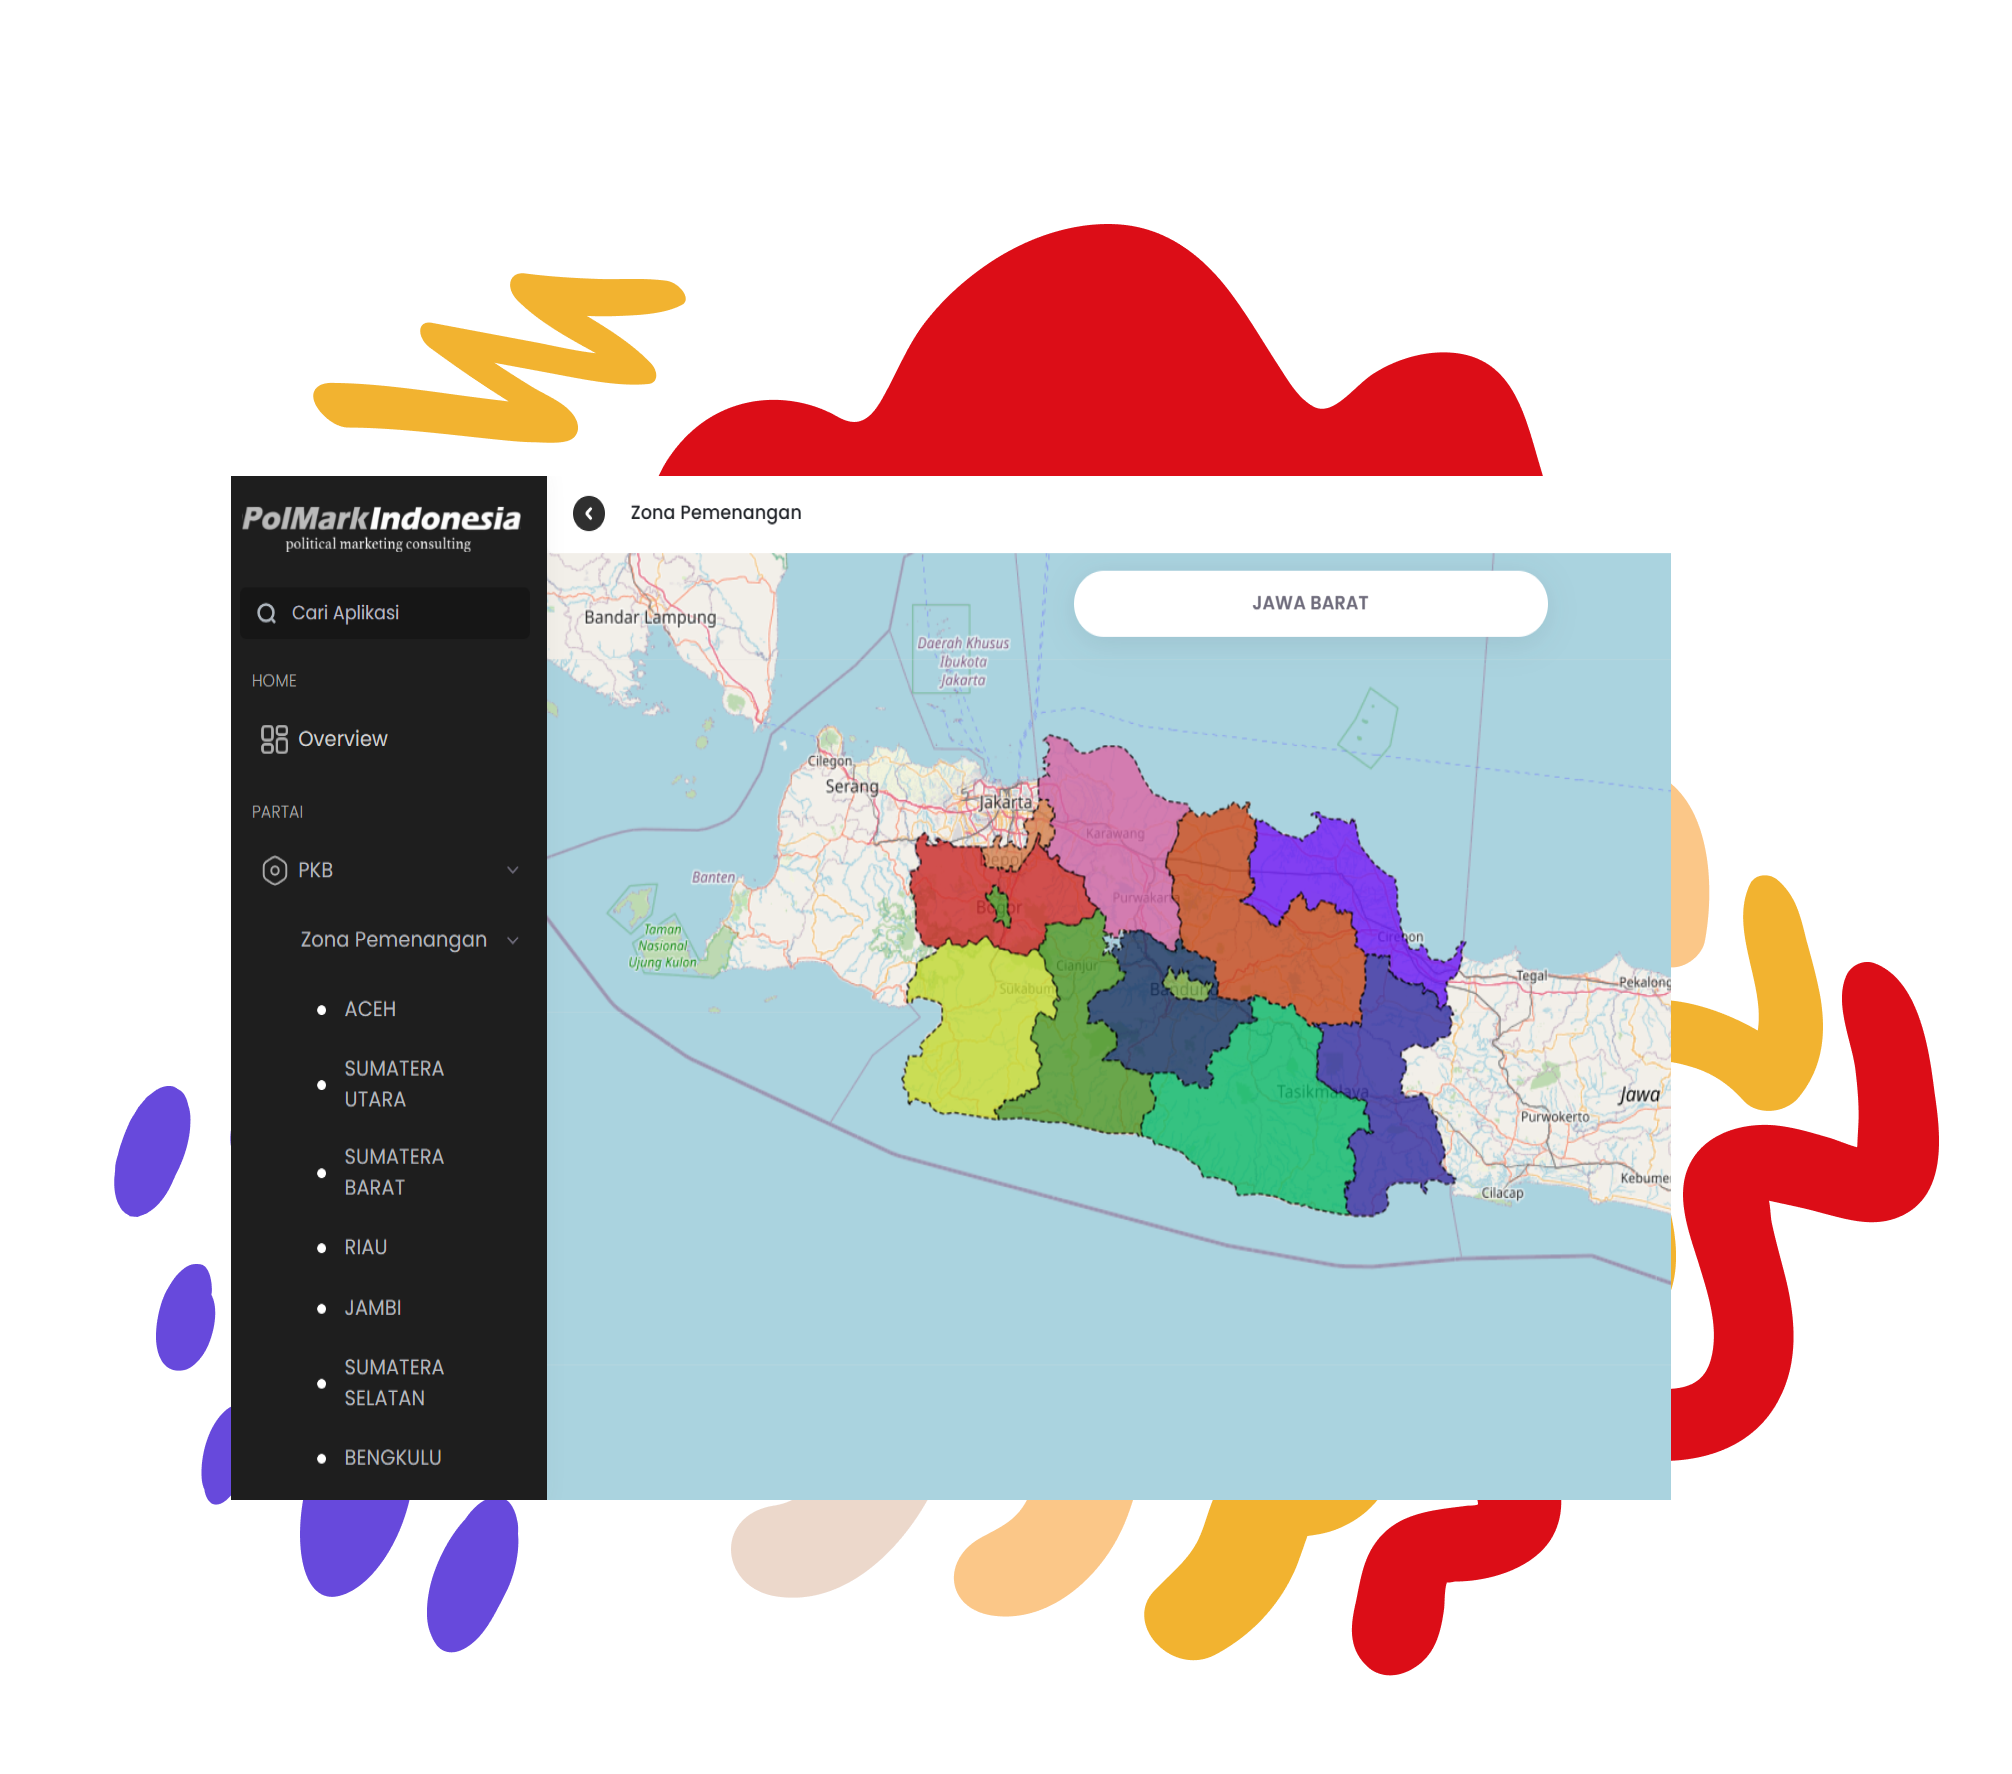 PolMarkIndonesia
political marketing consulting
Cari Aplikasi
HOME
Overview
PARTAI
PKB
Zona Pemenangan
ACEH
SUMATERA
UTARA
SUMATERA
BARAT
RIAU
JAMBI
SUMATERA
SELATAN
BENGKULU
Zona Pemenangan
JAWA BARAT
Bandar Lampung
Daerah Khusus
Ibukota
Jakarta
Cilegon
Serang
Jakarta
Karawang
Depok
Banten
Purwakarta
Bogor
Taman
Nasional
Ujung Kulon
Cirebon
Cianjur
Sukabum
Bandung
Tegal
Pekalong
Tasikmalaya
Jawa
Purwokerto
Kebume
Cilacap